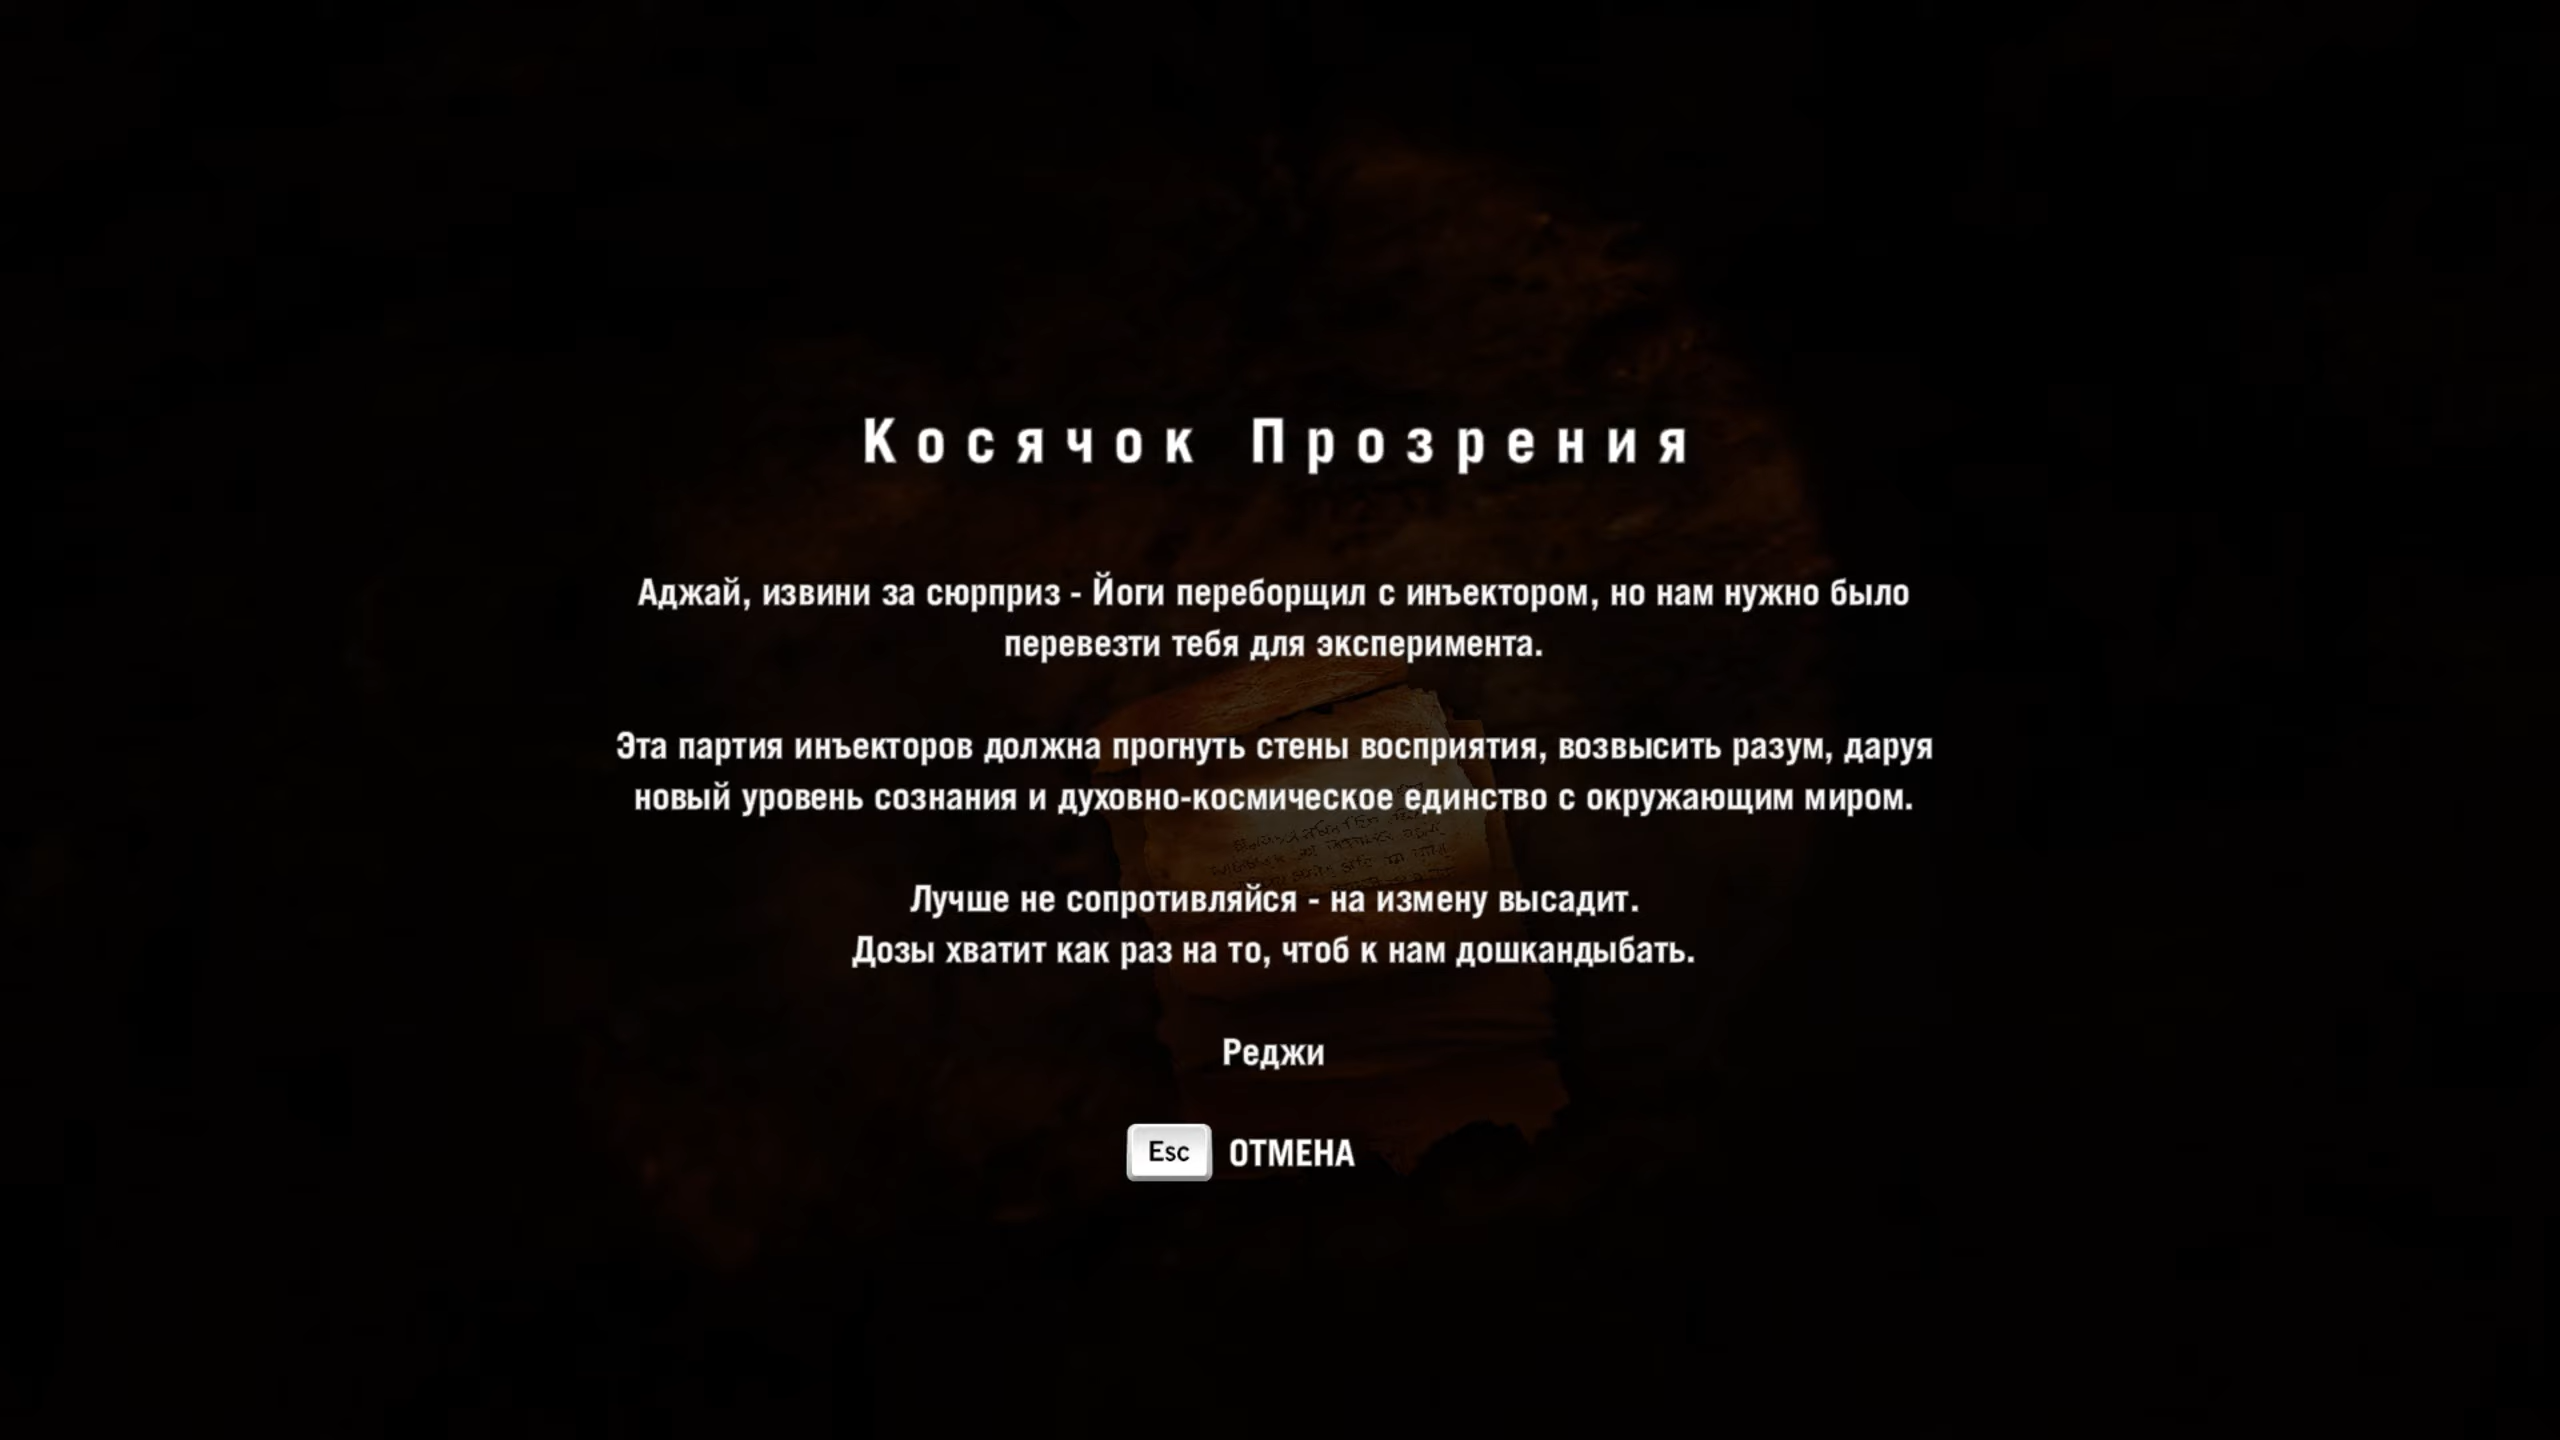 Косячок Прозрения
Аджай, извини за сюрприз - Йоги переборщил с инъектором, но нам нужно было
перевезти тебя для эксперимента.
Эта партия инъекторов должна прогнуть стены восприятия, возвысить разум, даруя
новый уровень сознания и духовно-космическое единство с окружающим миром.
Лучше не сопротивляйся - на измену высадит.
Дозы хватит как раз на то, чтоб к нам дошкандыбать.
Реджи
Esc ОТМЕНА